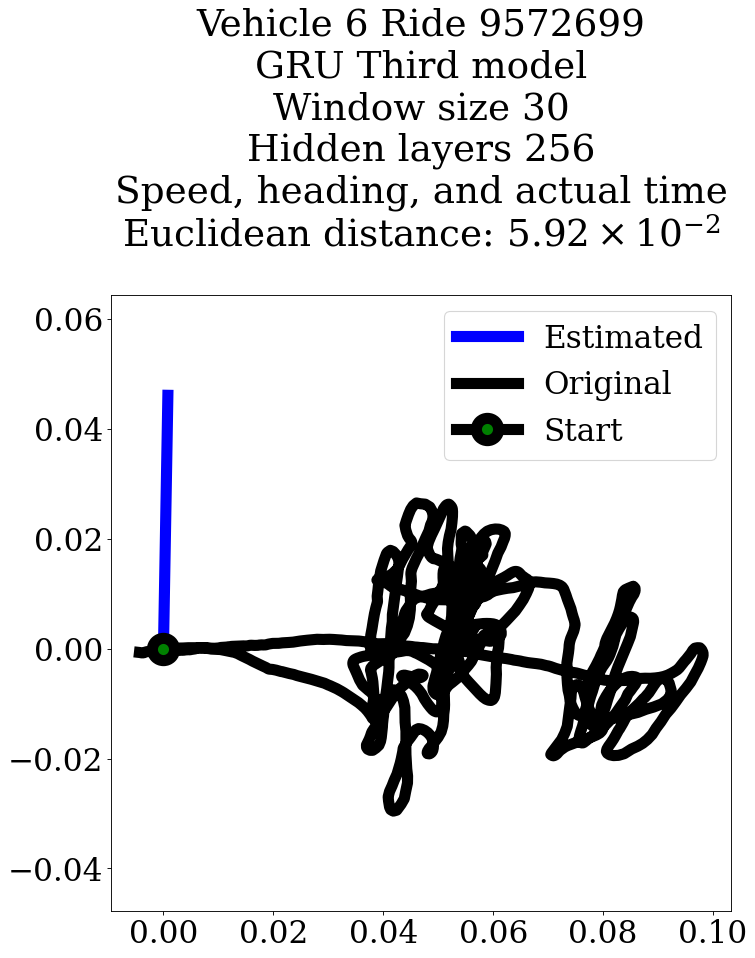 Vehicle 6 Ride 9572699
GRU Third model
Window size 30
Hidden layers 256
Speed, heading, and actual time
Euclidean distance: 5.92 × 10⁻²
Estimated
Original
Start
0.06
0.04
0.02
0.00
−0.02
−0.04
0.00 0.02 0.04 0.06 0.08 0.10